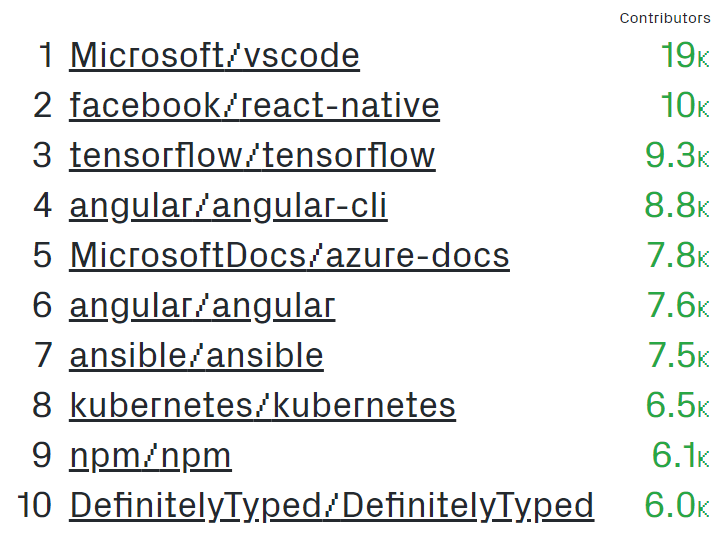 Contributors
1 Microsoft/vscode 19K
2 facebook/react-native 10K
3 tensorflow/tensorflow 9.3K
4 angular/angular-cli 8.8K
5 MicrosoftDocs/azure-docs 7.8K
6 angular/angular 7.6K
7 ansible/ansible 7.5K
8 kubernetes/kubernetes 6.5K
9 npm/npm 6.1K
10 DefinitelyTyped/DefinitelyTyped 6.0K